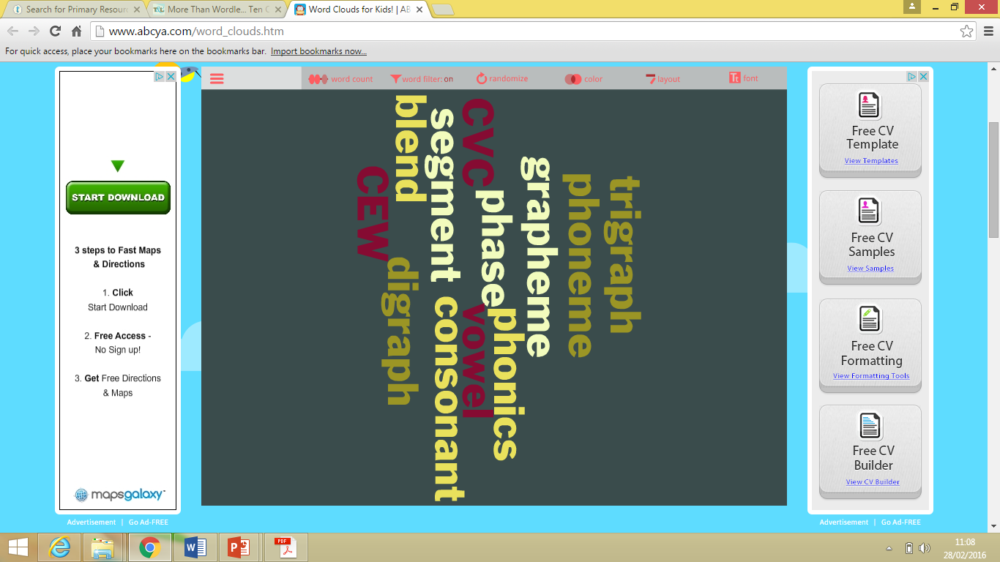 Search for Primary Resour
More Than Wordle... Ten C
Word Clouds for Kids! | AB
www.abcya.com/word_clouds.htm
For quick access, place your bookmarks here on the bookmarks bar. Import bookmarks now...
word count
word filter: on
randomize
color
layout
Tt font
START DOWNLOAD
3 steps to Fast Maps
& Directions
1. Click
Start Download
2. Free Access -
No Sign up!
3. Get Free Directions
& Maps
mapsgalaxy
Advertisement | Go Ad-FREE
CEW
blend
digraph
segment
consonant
CVC
vowel
phase
phonics
grapheme
phoneme
trigraph
Free CV
Template
View Templates
Free CV
Samples
View Samples
Free CV
Formatting
View Formatting Tools
Free CV
Builder
View CV Builder
Advertisement | Go Ad-FREE
PDF
11:08
28/02/2016